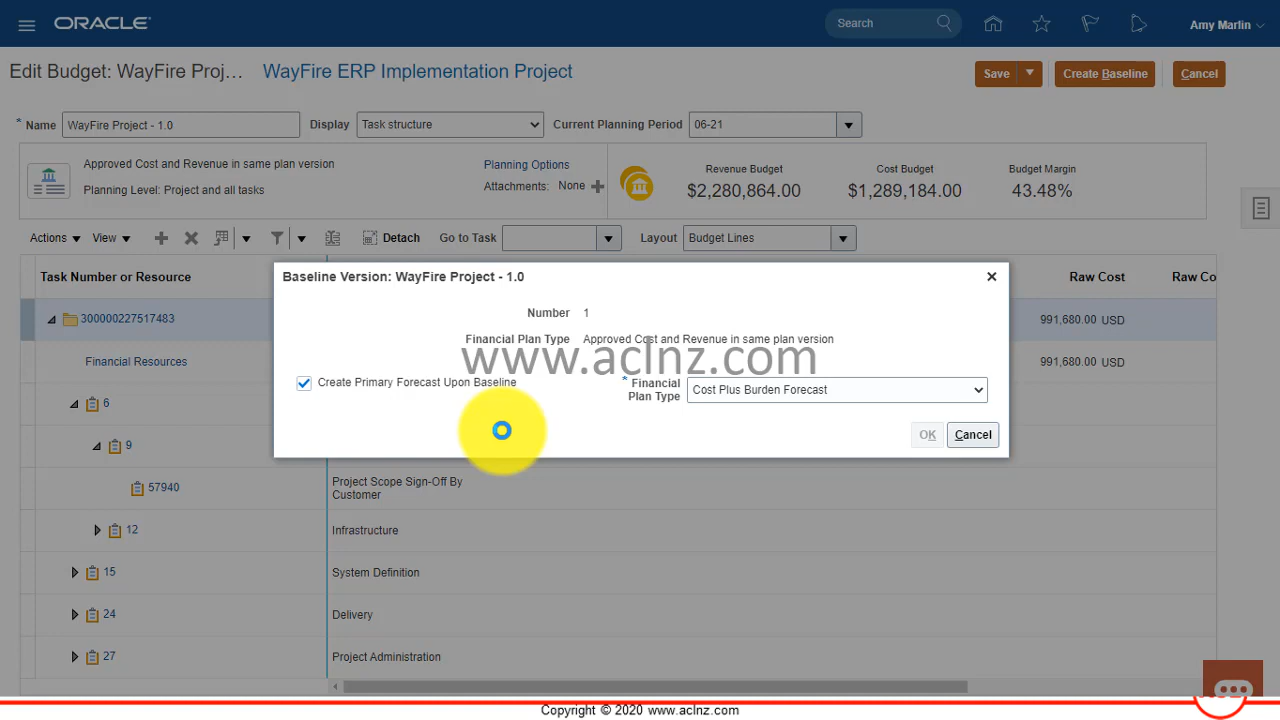 ORACLE
Search
Amy Marlin
Edit Budget: WayFire Proj... WayFire ERP Implementation Project
Save Create Baseline Cancel
* Name WayFire Project - 1.0 Display Task structure Current Planning Period 06-21
Approved Cost and Revenue in same plan version
Planning Level: Project and all tasks
Planning Options
Attachments: None
Revenue Budget
$2,280,864.00
Cost Budget
$1,289,184.00
Budget Margin
43.48%
Actions View Detach Go to Task Layout Budget Lines
Task Number or Resource Raw Cost Raw Co
300000227517483 991,680.00 USD
Financial Resources 991,680.00 USD
6
9
57940 Project Scope Sign-Off By
Customer
12 Infrastructure
15 System Definition
24 Delivery
27 Project Administration
Baseline Version: WayFire Project - 1.0
Number 1
Financial Plan Type Approved Cost and Revenue in same plan version
www.aclnz.com
Create Primary Forecast Upon Baseline
* Financial
Plan Type
Cost Plus Burden Forecast
OK Cancel
Copyright © 2020 www.aclnz.com